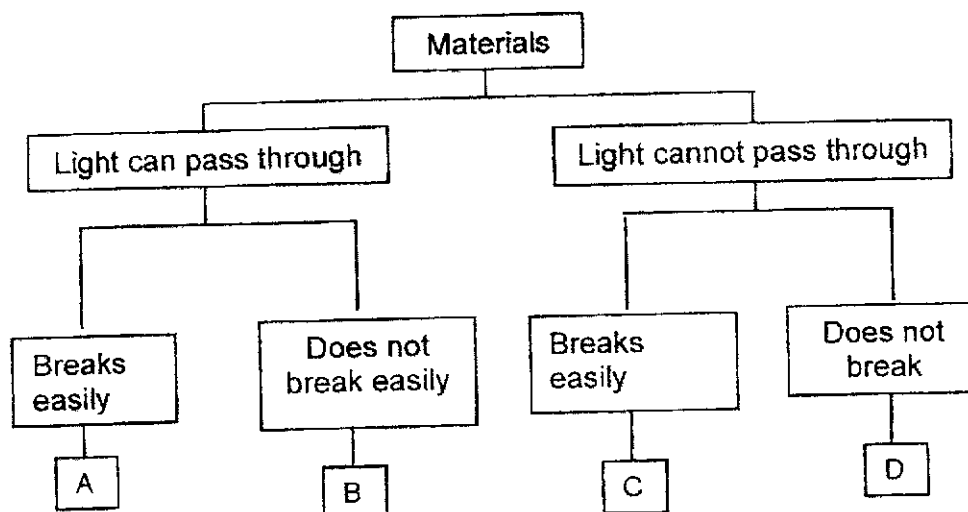 Materials
Light can pass through
Light cannot pass through
Breaks
easily
Does not
break easily
Breaks
easily
Does not
break
A
B
C
D